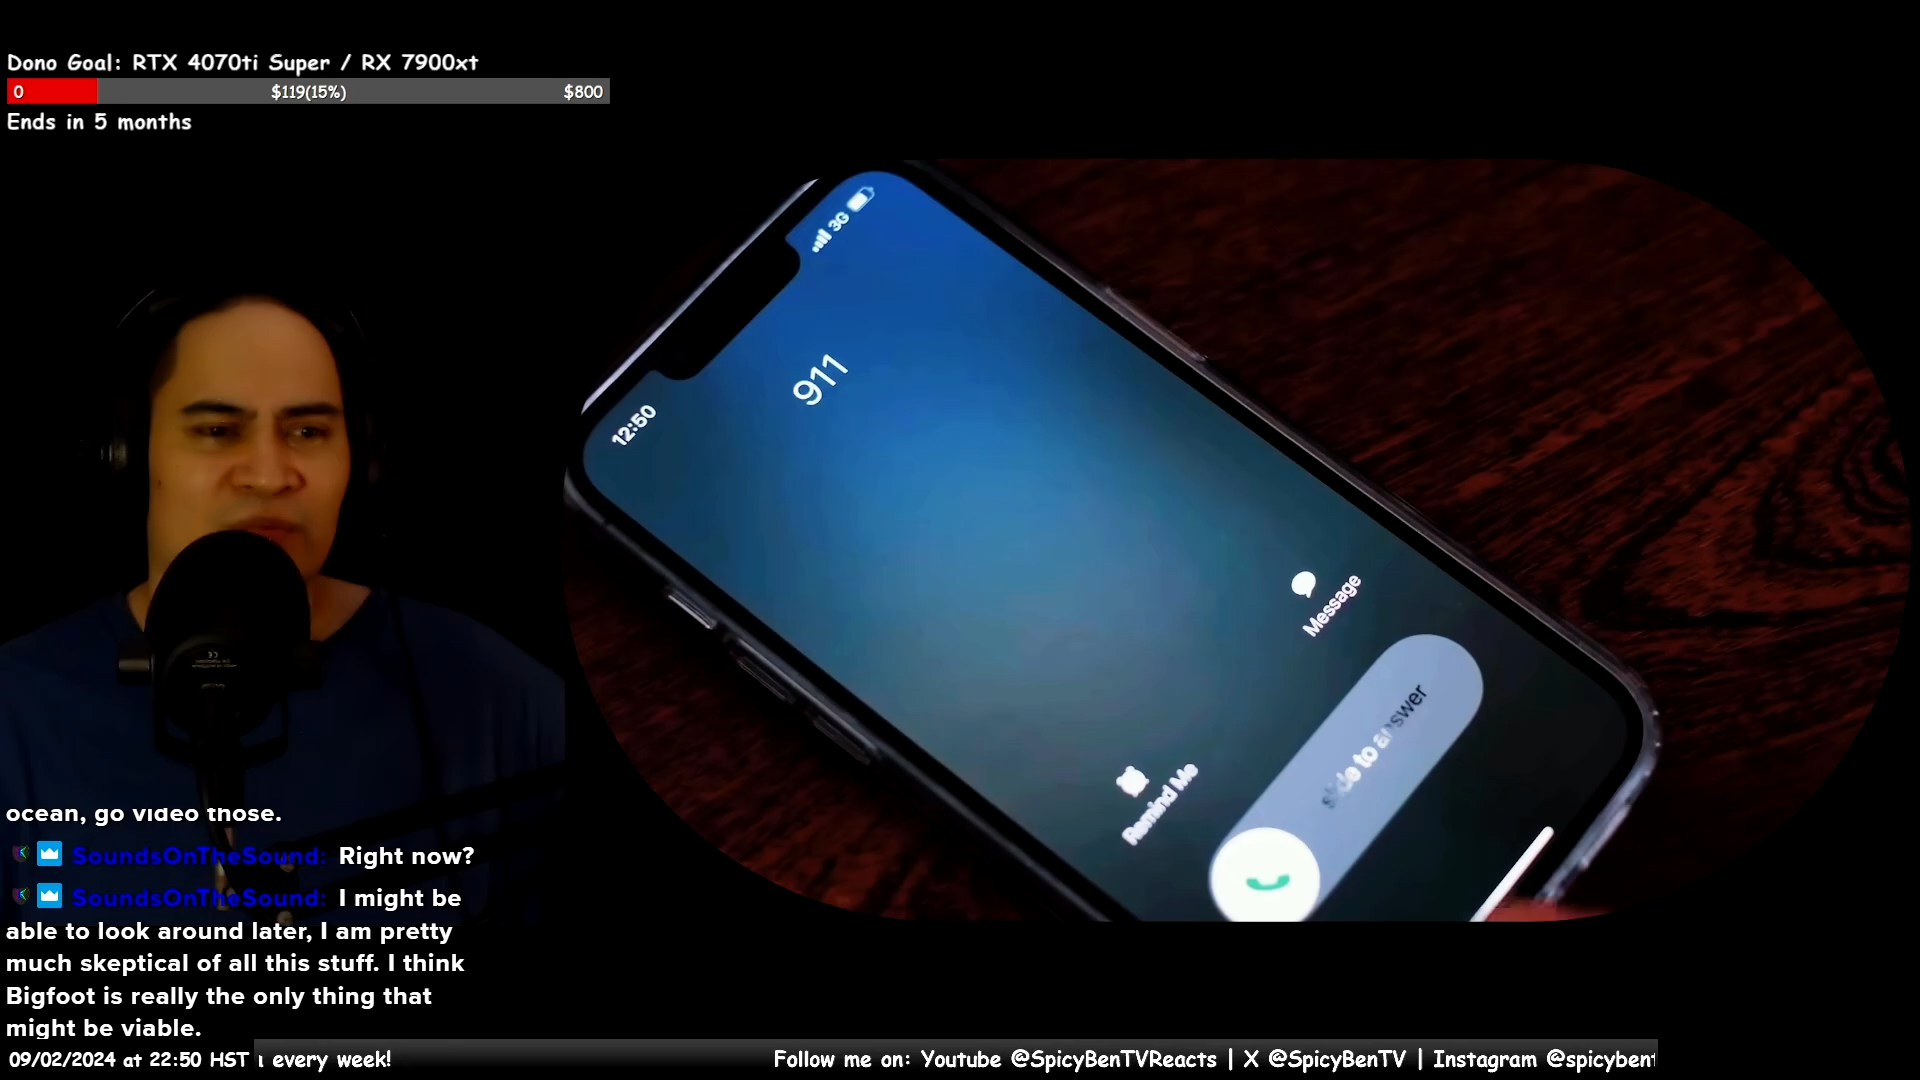 Dono Goal: RTX 4070ti Super / RX 7900xt
0 $119(15%) $800
Ends in 5 months
3G
12:50
911
Message
Remind Me
slide to answer
ocean, go video those.
SoundsOnTheSound: Right now?
SoundsOnTheSound: I might be
able to look around later, I am pretty
much skeptical of all this stuff. I think
Bigfoot is really the only thing that
might be viable.
09/02/2024 at 22:50 HST every week! Follow me on: Youtube @SpicyBenTVReacts | X @SpicyBenTV | Instagram @spicyben